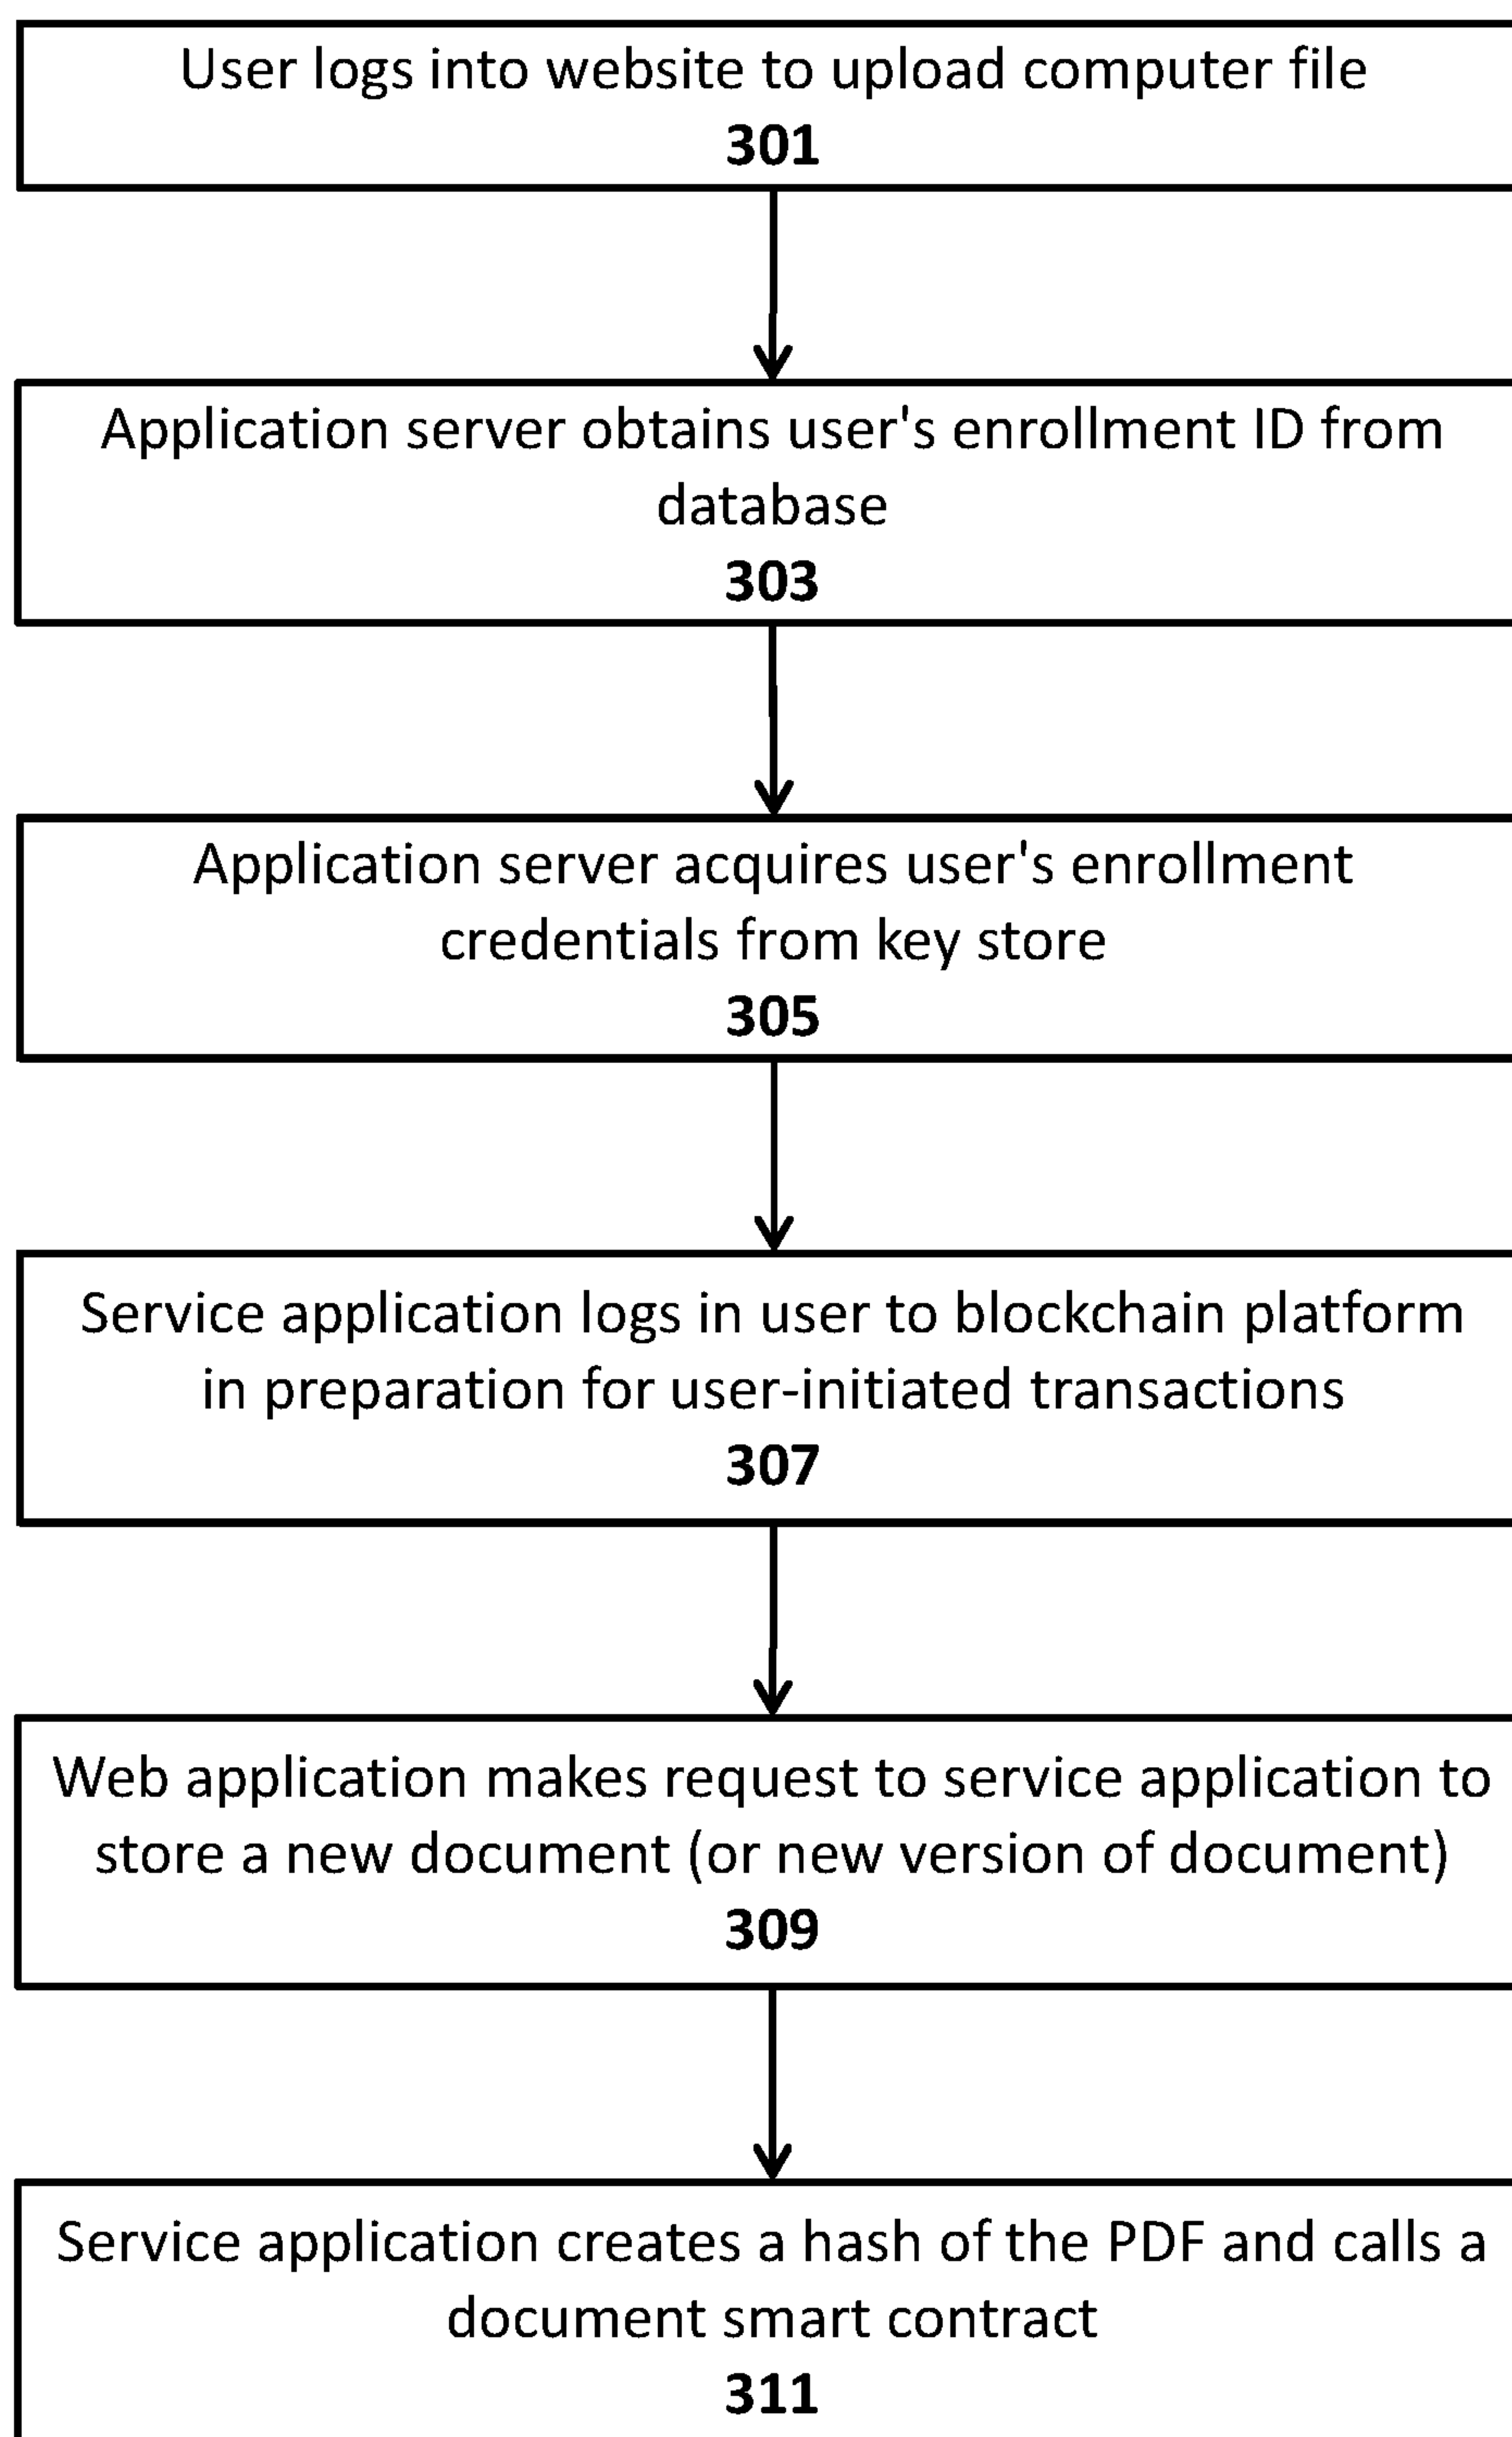 User logs into website to upload computer file
301
Application server obtains user's enrollment ID from
database
303
Application server acquires user's enrollment
credentials from key store
305
Service application logs in user to blockchain platform
in preparation for user-initiated transactions
307
Web application makes request to service application to
store a new document (or new version of document)
309
Service application creates a hash of the PDF and calls a
document smart contract
311